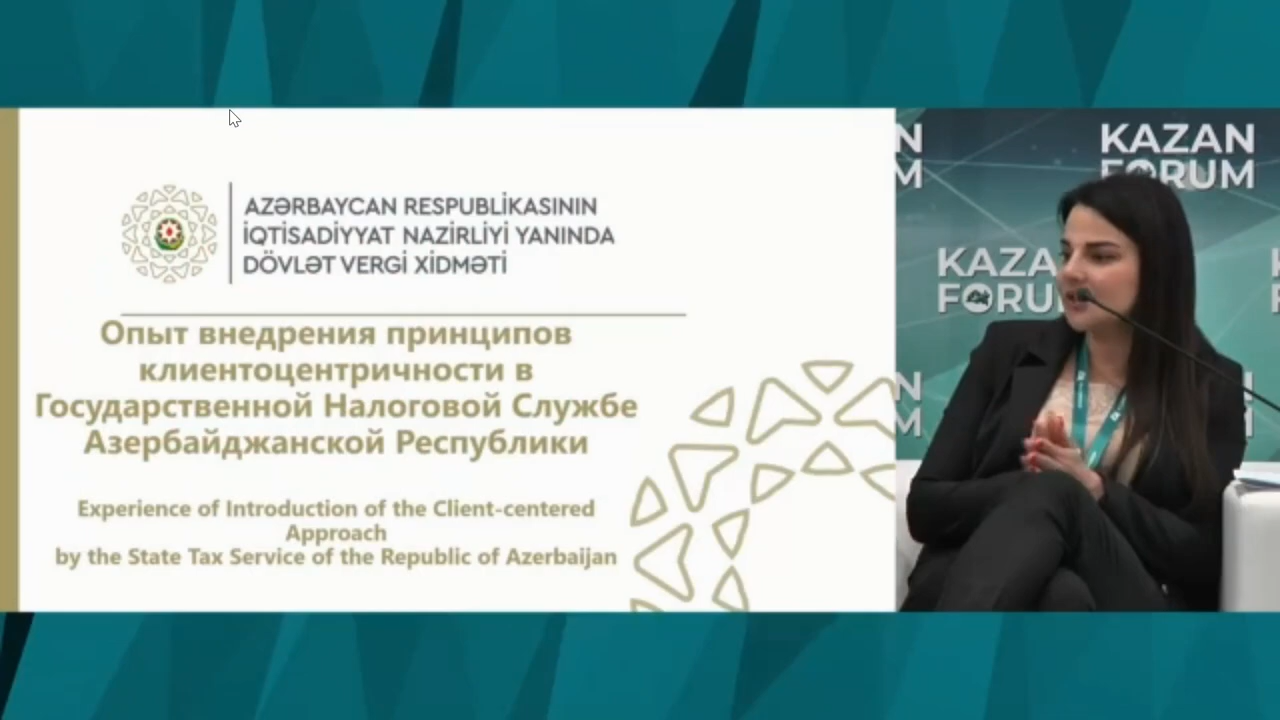 AZƏRBAYCAN RESPUBLİKASININ
İQTİSADİYYAT NAZİRLİYİ YANINDA
DÖVLƏT VERGİ XİDMƏTİ
Опыт внедрения принципов
клиентоцентричности в
Государственной Налоговой Службе
Азербайджанской Республики
Experience of Introduction of the Client-centered
Approach
by the State Tax Service of the Republic of Azerbaijan
KAZAN
FORUM